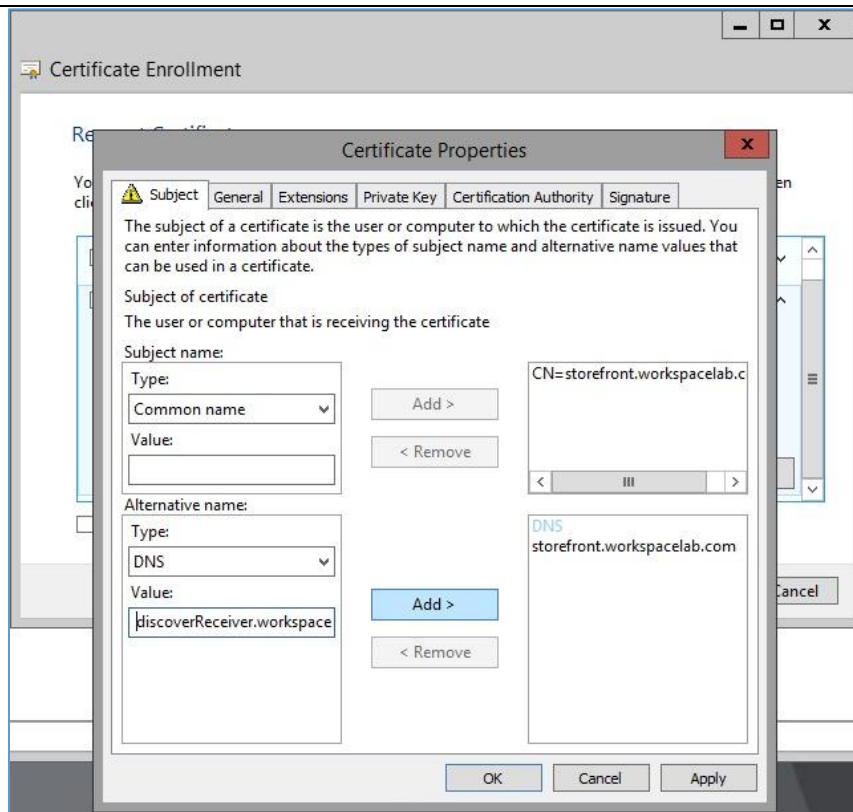 Certificate Enrollment
Certificate Properties
Subject
General
Extensions
Private Key
Certification Authority
Signature
The subject of a certificate is the user or computer to which the certificate is issued. You
can enter information about the types of subject name and alternative name values that
can be used in a certificate.
Subject of certificate
The user or computer that is receiving the certificate
Subject name:
Type:
Common name
Value:
Add >
< Remove
CN=storefront.workspacelab.c
Alternative name:
Type:
DNS
Value:
discoverReceiver.workspace
Add >
< Remove
DNS
storefront.workspacelab.com
OK
Cancel
Apply
Cancel